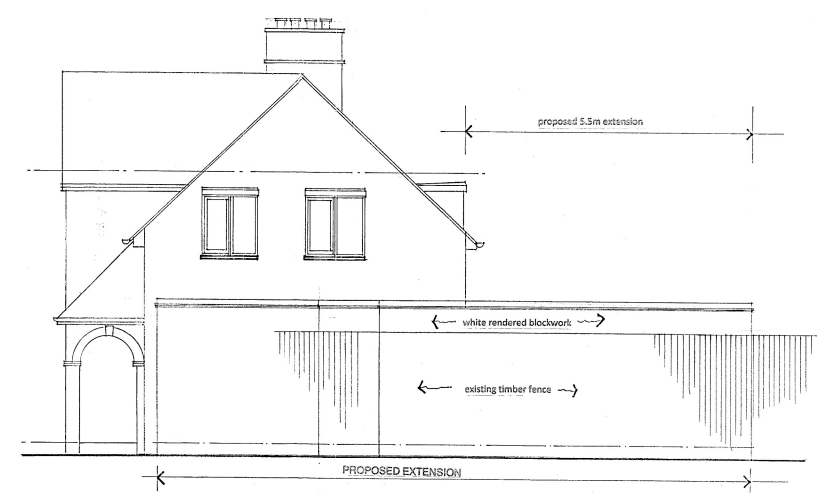 proposed 5.5m extension
white rendered blockwork
existing timber fence
PROPOSED EXTENSION